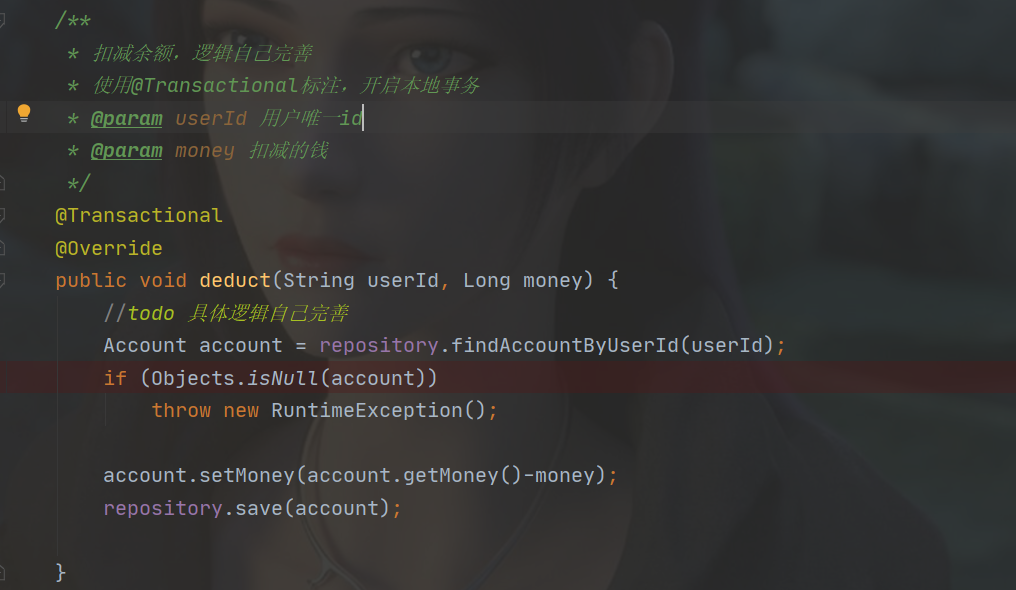 /**
* 扣减余额，逻辑自己完善
* 使用@Transactional标注，开启本地事务
* @param userId 用户唯一id
* @param money 扣减的钱
*/
@Transactional
@Override
public void deduct(String userId, Long money) {
//todo 具体逻辑自己完善
Account account = repository.findAccountByUserId(userId);
if (Objects.isNull(account))
throw new RuntimeException();
account.setMoney(account.getMoney()-money);
repository.save(account);
}